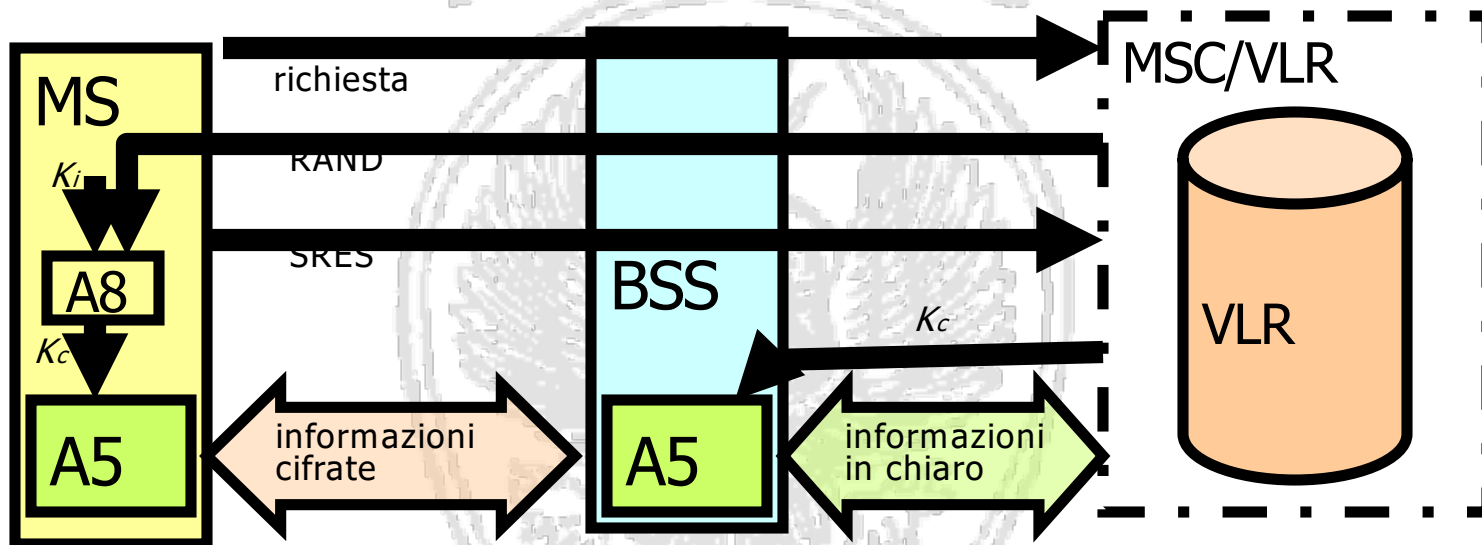 MS
richiesta
MSC/VLR
RAND
Ki
SRES
A8
BSS
Kc
VLR
Kc
A5
informazioni
cifrate
A5
informazioni
in chiaro